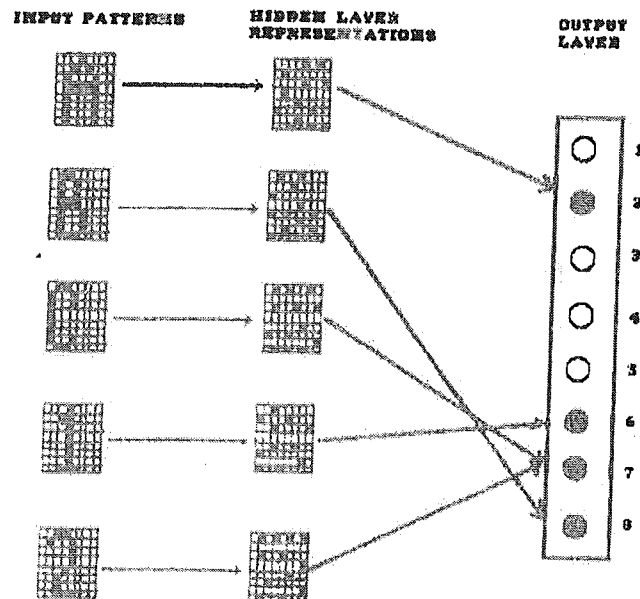 INPUT PATTERNS
HIDDEN LAYER
REPRESENTATIONS
OUTPUT
LAYER
1
2
3
4
5
6
7
8